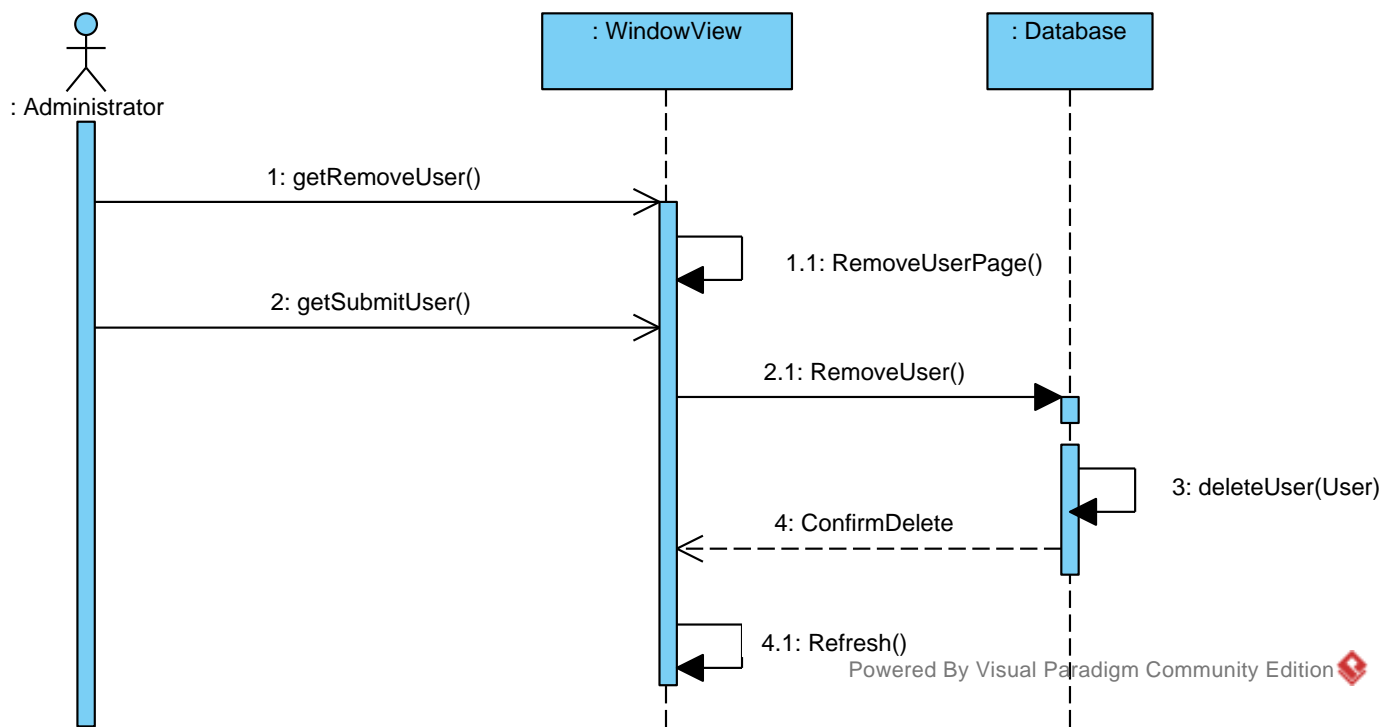 : WindowView
: Database
: Administrator
1: getRemoveUser()
1.1: RemoveUserPage()
2: getSubmitUser()
2.1: RemoveUser()
3: deleteUser(User)
4: ConfirmDelete
4.1: Refresh()
Powered By Visual Paradigm Community Edition